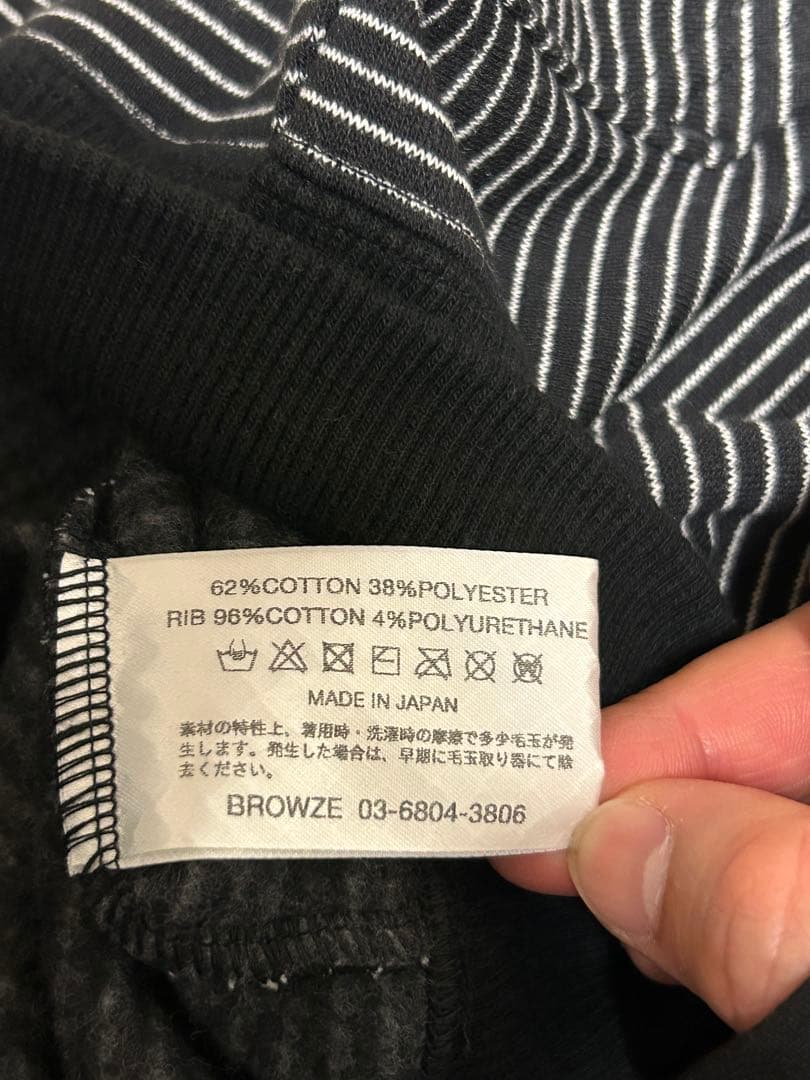 62%COTTON 38%POLYESTER
RIB 96%COTTON 4%POLYURETHANE
MADE IN JAPAN
素材の特性上、着用時・洗濯時の摩擦で多少毛玉が発
生します。発生した場合は、早期に毛玉取り器にて除
去ください。
BROWZE 03-6804-3806